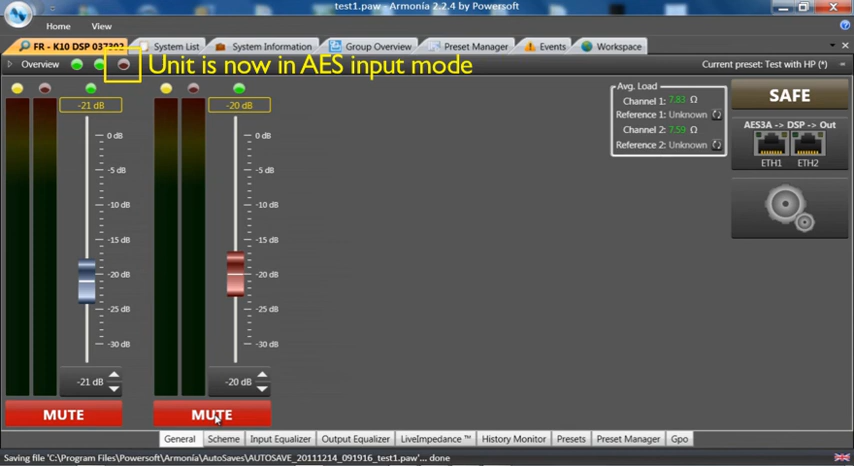 test1.paw - Armonía 2.2.4 by Powersoft
Home View
FR - K10 DSP 037302 System List System Information Group Overview Preset Manager Events Workspace
Overview Unit is now in AES input mode Current preset: Test with HP (*)
-21 dB -20 dB
0 dB 0 dB
-5 dB -5 dB
-10 dB -10 dB
-15 dB -15 dB
-20 dB -20 dB
-25 dB -25 dB
-30 dB -30 dB
-21 dB -20 dB
MUTE MUTE
Avg. Load
Channel 1: 7.83 Ω
Reference 1: Unknown
Channel 2: 7.59 Ω
Reference 2: Unknown
SAFE
AES3A -> DSP -> Out
ETH1 ETH2
General Scheme Input Equalizer Output Equalizer LiveImpedance ™ History Monitor Presets Preset Manager Gpo
Saving file 'C:\Program Files\Powersoft\Armonía\AutoSaves\AUTOSAVE_20111214_091916_test1.paw'... done